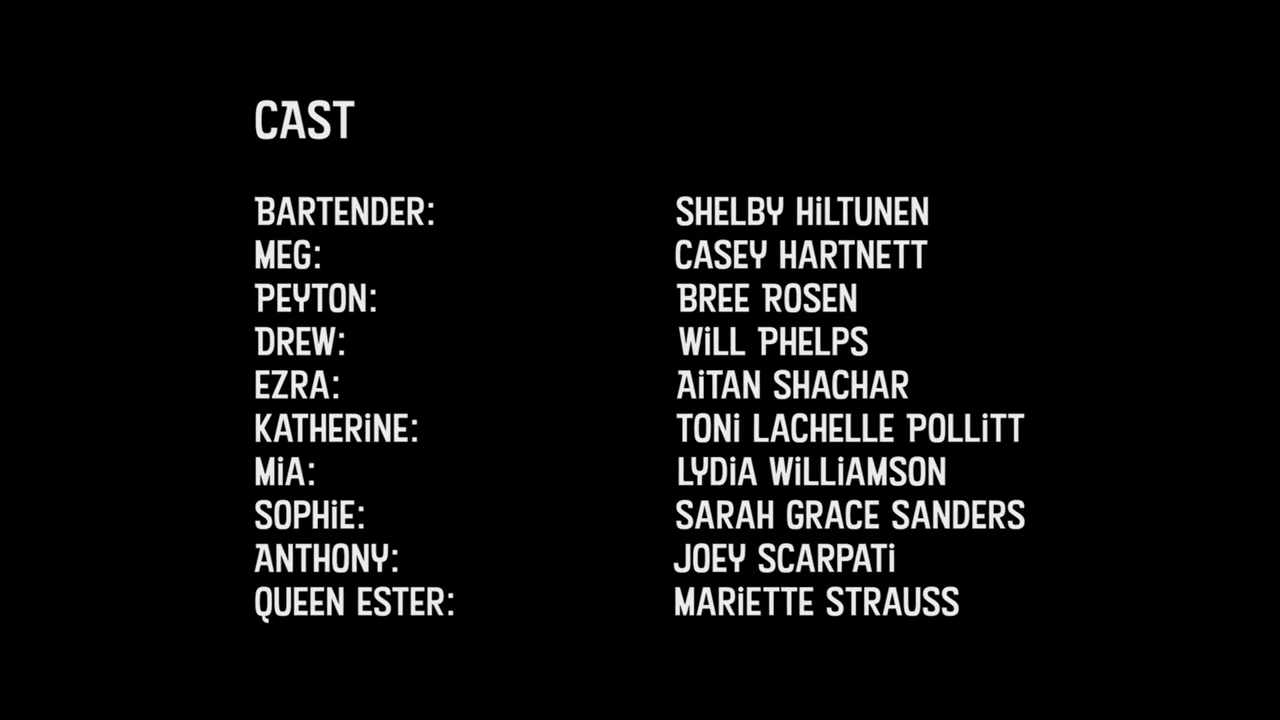 CAST
BARTENDER: SHELBY HiLTUNEN
MEG: CASEY HARTNETT
PEYTON: BREE ROSEN
DREW: WiLL PHELPS
EZRA: AiTAN SHACHAR
KATHERiNE: TONi LACHELLE POLLiTT
MiA: LYDiA WiLLiAMSON
SOPHiE: SARAH GRACE SANDERS
ANTHONY: JOEY SCARPATi
QUEEN ESTER: MARiETTE STRAUSS